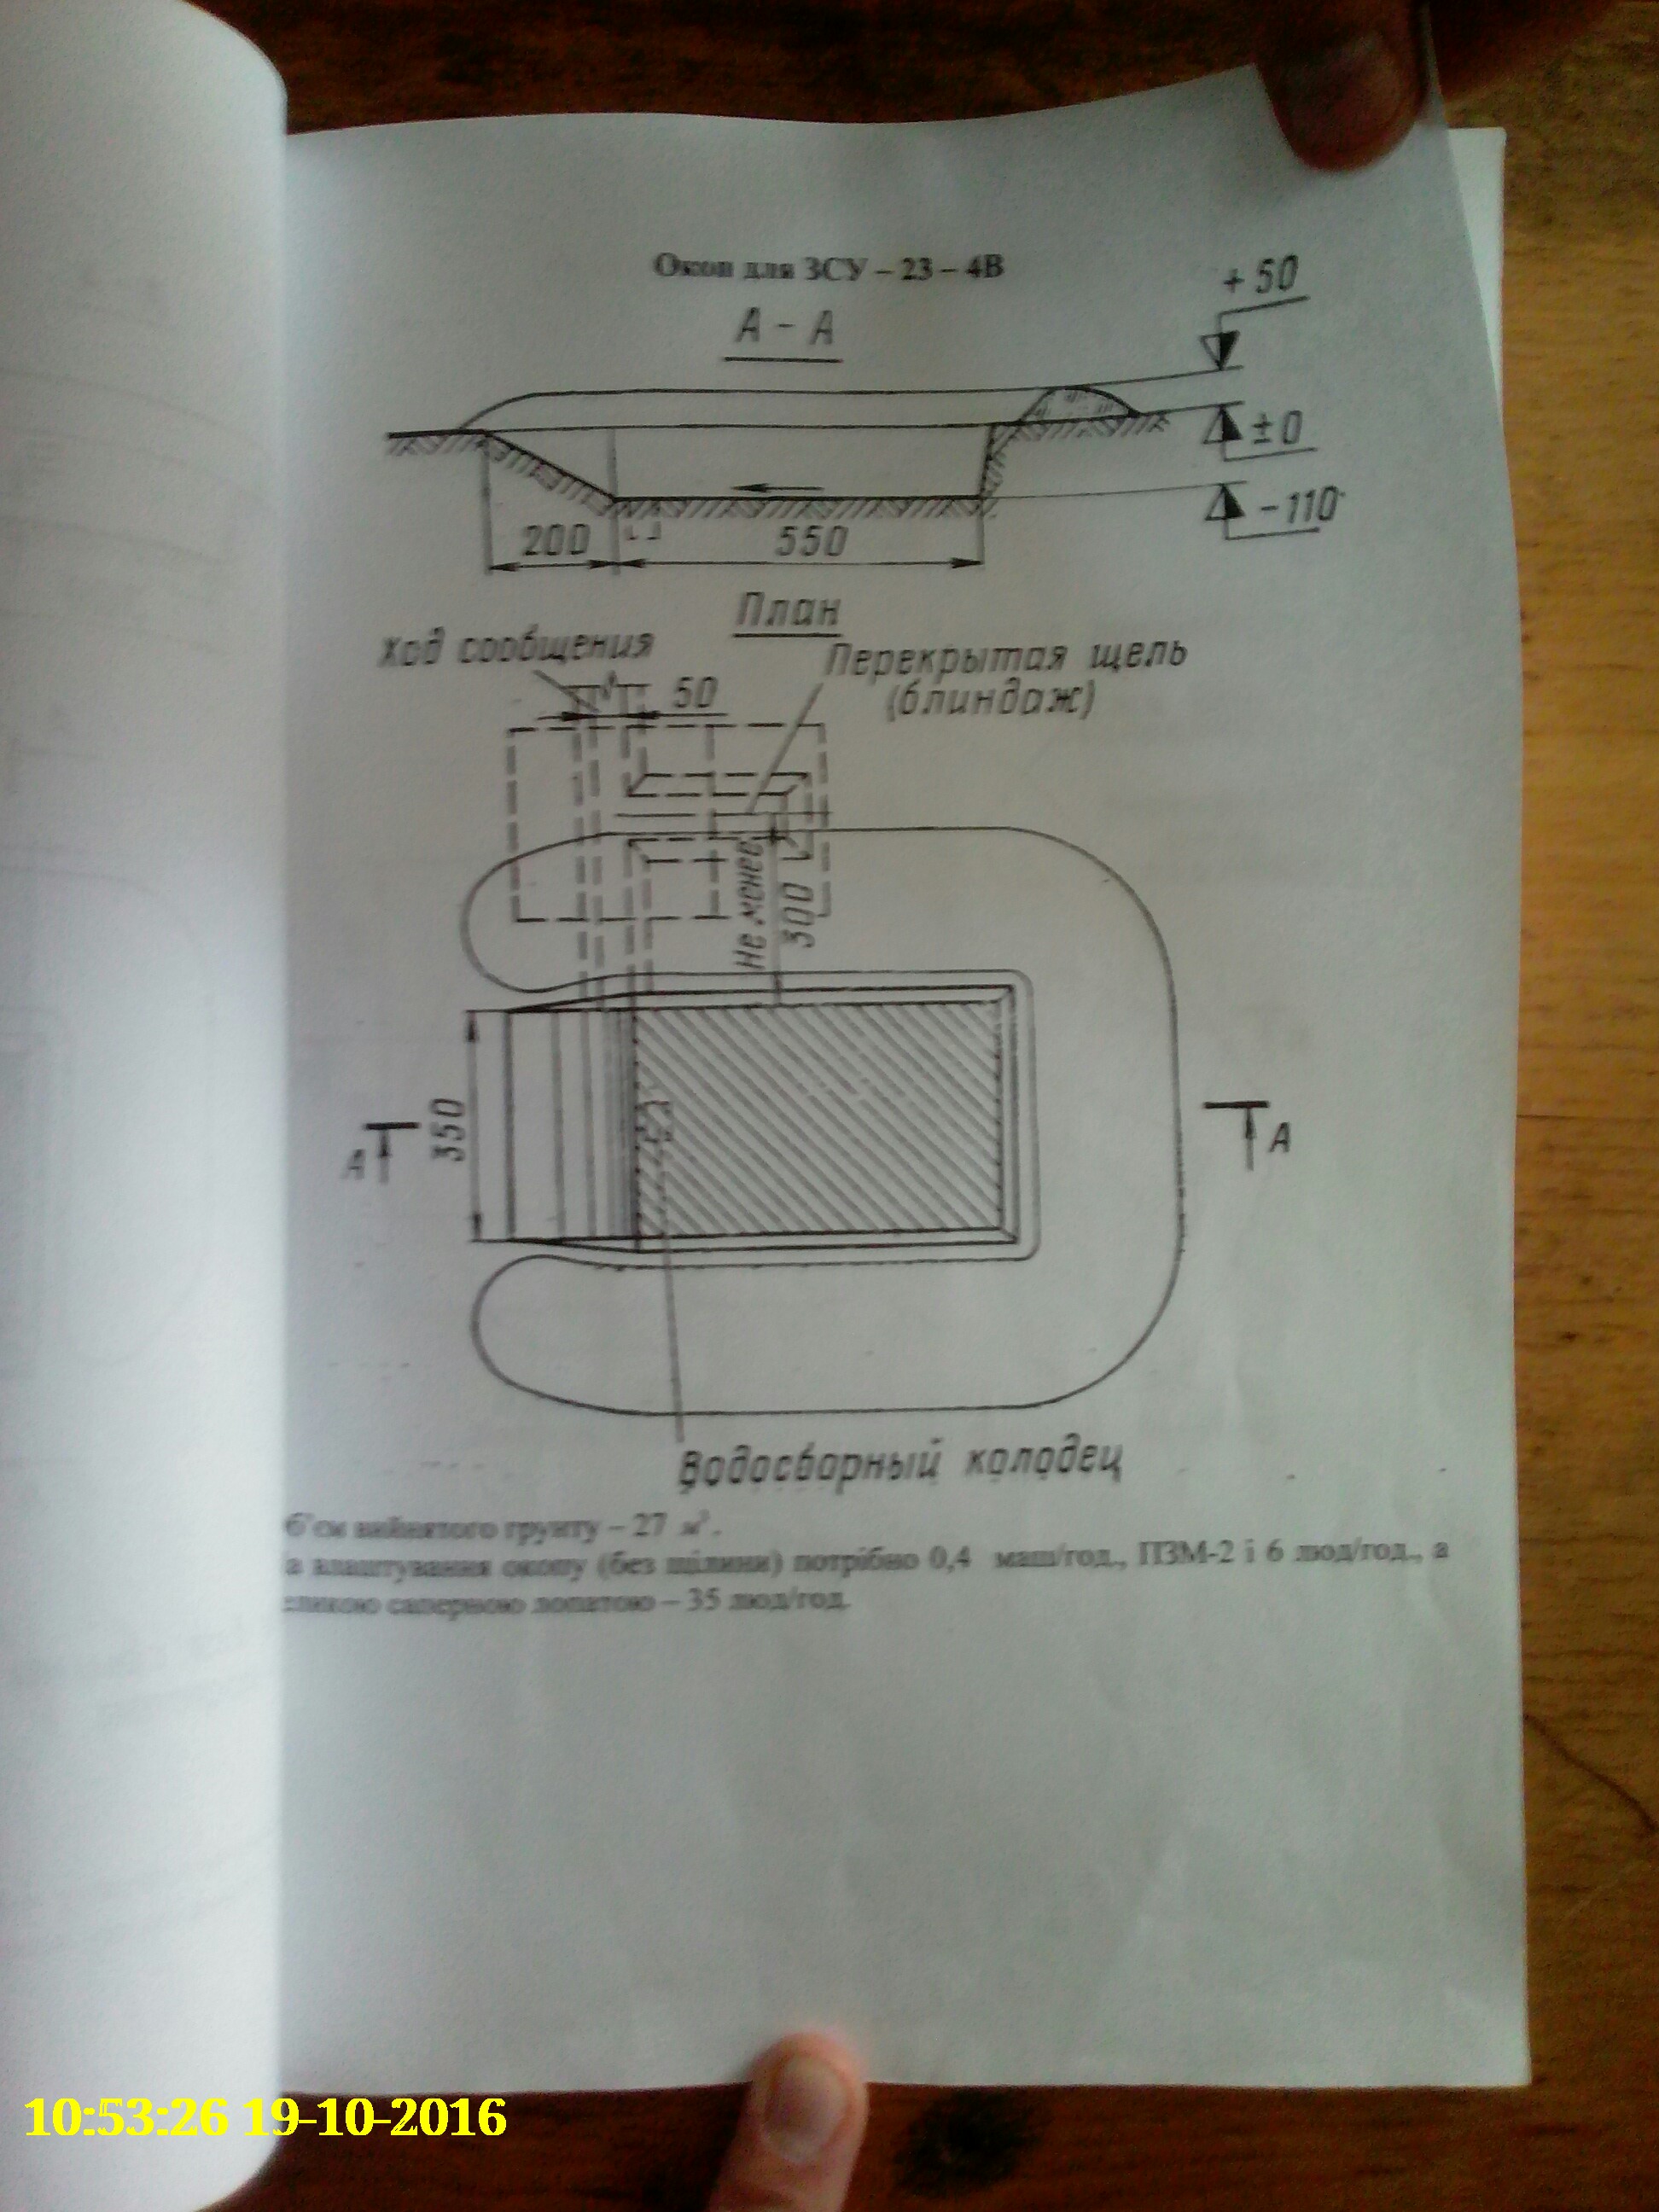 Окоп для ЗСУ – 23 – 4В
А – А
+ 50
± 0
– 110
200
550
План
Ход сообщения
Перекрытая щель
(блиндаж)
50
Не менее
300
350
А
А
Водосборный колодец
б'єм вийнятого грунту – 27 м³.
а влаштування окопу (без щілини) потрібно 0,4 маш/год., ПЗМ-2 і 6 люд/год., а
еликою саперною лопатою – 35 люд/год.
10:53:26 19-10-2016